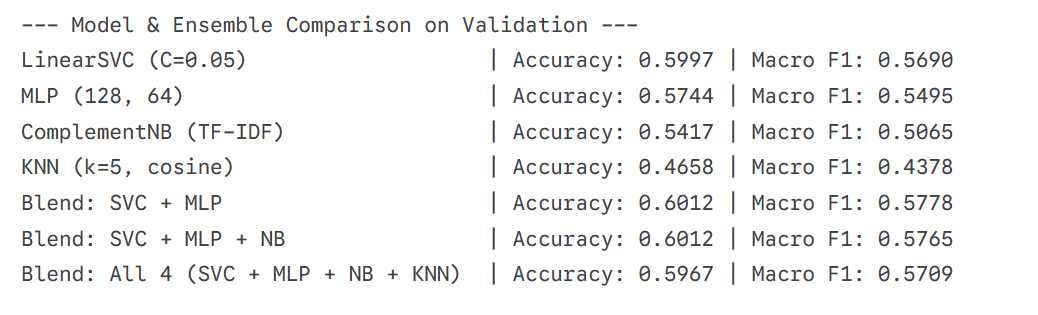 --- Model & Ensemble Comparison on Validation ---
LinearSVC (C=0.05) | Accuracy: 0.5997 | Macro F1: 0.5690
MLP (128, 64) | Accuracy: 0.5744 | Macro F1: 0.5495
ComplementNB (TF-IDF) | Accuracy: 0.5417 | Macro F1: 0.5065
KNN (k=5, cosine) | Accuracy: 0.4658 | Macro F1: 0.4378
Blend: SVC + MLP | Accuracy: 0.6012 | Macro F1: 0.5778
Blend: SVC + MLP + NB | Accuracy: 0.6012 | Macro F1: 0.5765
Blend: All 4 (SVC + MLP + NB + KNN) | Accuracy: 0.5967 | Macro F1: 0.5709